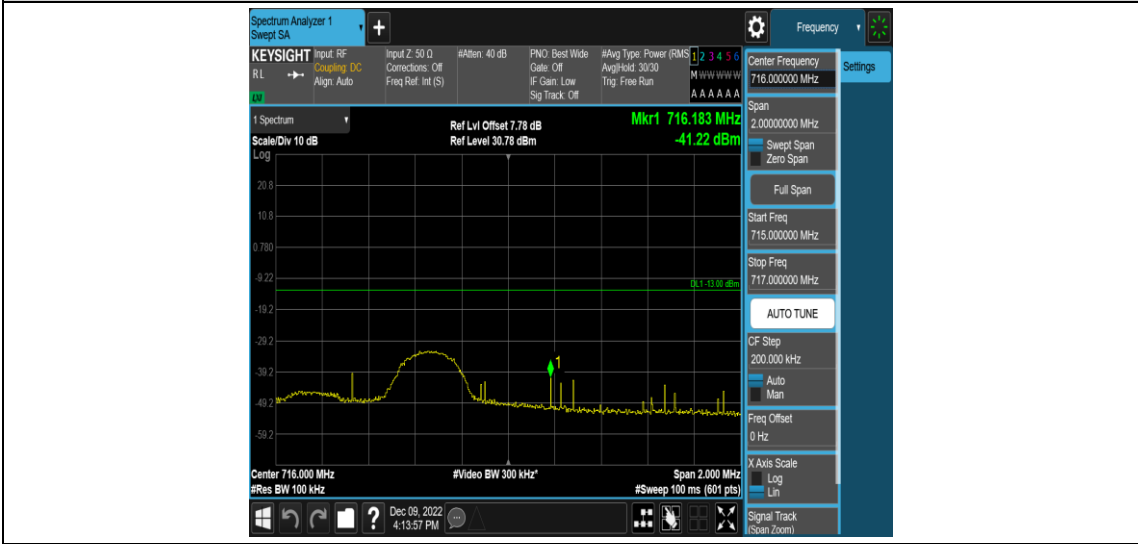 Spectrum Analyzer 1
Swept SA
+
Frequency
KEYSIGHT
RL
LXI
Input: RF
Coupling: DC
Align: Auto
Input Z: 50 Ω
Corrections: Off
Freq Ref: Int (S)
#Atten: 40 dB
PNO: Best Wide
Gate: Off
IF Gain: Low
Sig Track: Off
#Avg Type: Power (RMS
Avg|Hold: 30/30
Trig: Free Run
1 2 3 4 5 6
M W W W W W
A A A A A A
1 Spectrum
Scale/Div 10 dB
Log
Ref Lvl Offset 7.78 dB
Ref Level 30.78 dBm
Mkr1 716.183 MHz
-41.22 dBm
20.8
10.8
0.780
-9.22
DL1 -13.00 dBm
-19.2
-29.2
-39.2
1
-49.2
-59.2
Center 716.000 MHz
#Video BW 300 kHz*
Span 2.000 MHz
#Res BW 100 kHz
#Sweep 100 ms (601 pts)
?
Dec 09, 2022
4:13:57 PM
Center Frequency
716.000000 MHz
Settings
Span
2.00000000 MHz
Swept Span
Zero Span
Full Span
Start Freq
715.000000 MHz
Stop Freq
717.000000 MHz
AUTO TUNE
CF Step
200.000 kHz
Auto
Man
Freq Offset
0 Hz
X Axis Scale
Log
Lin
Signal Track
(Span Zoom)